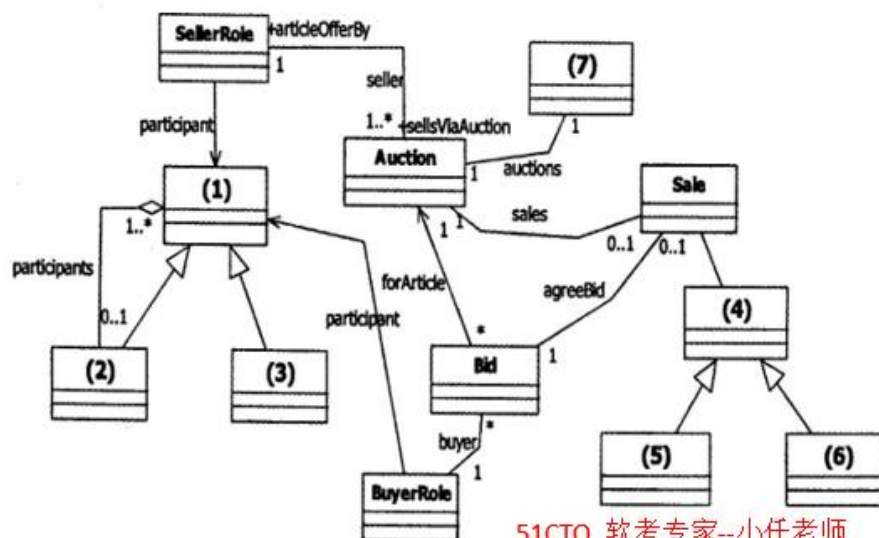 SellerRole
+articleOfferBy
1
seller
(7)
participant
1..*
+sellsViaAuction
1
Auction
1
auctions
Sale
(1)
1
sales
1..*
0..1
0..1
participants
1
forArticle
agreeBid
participant
(4)
0..1
*
1
(2)
(3)
Bid
*
buyer
1
(5)
(6)
BuyerRole
51CTO 软考专家--小任老师